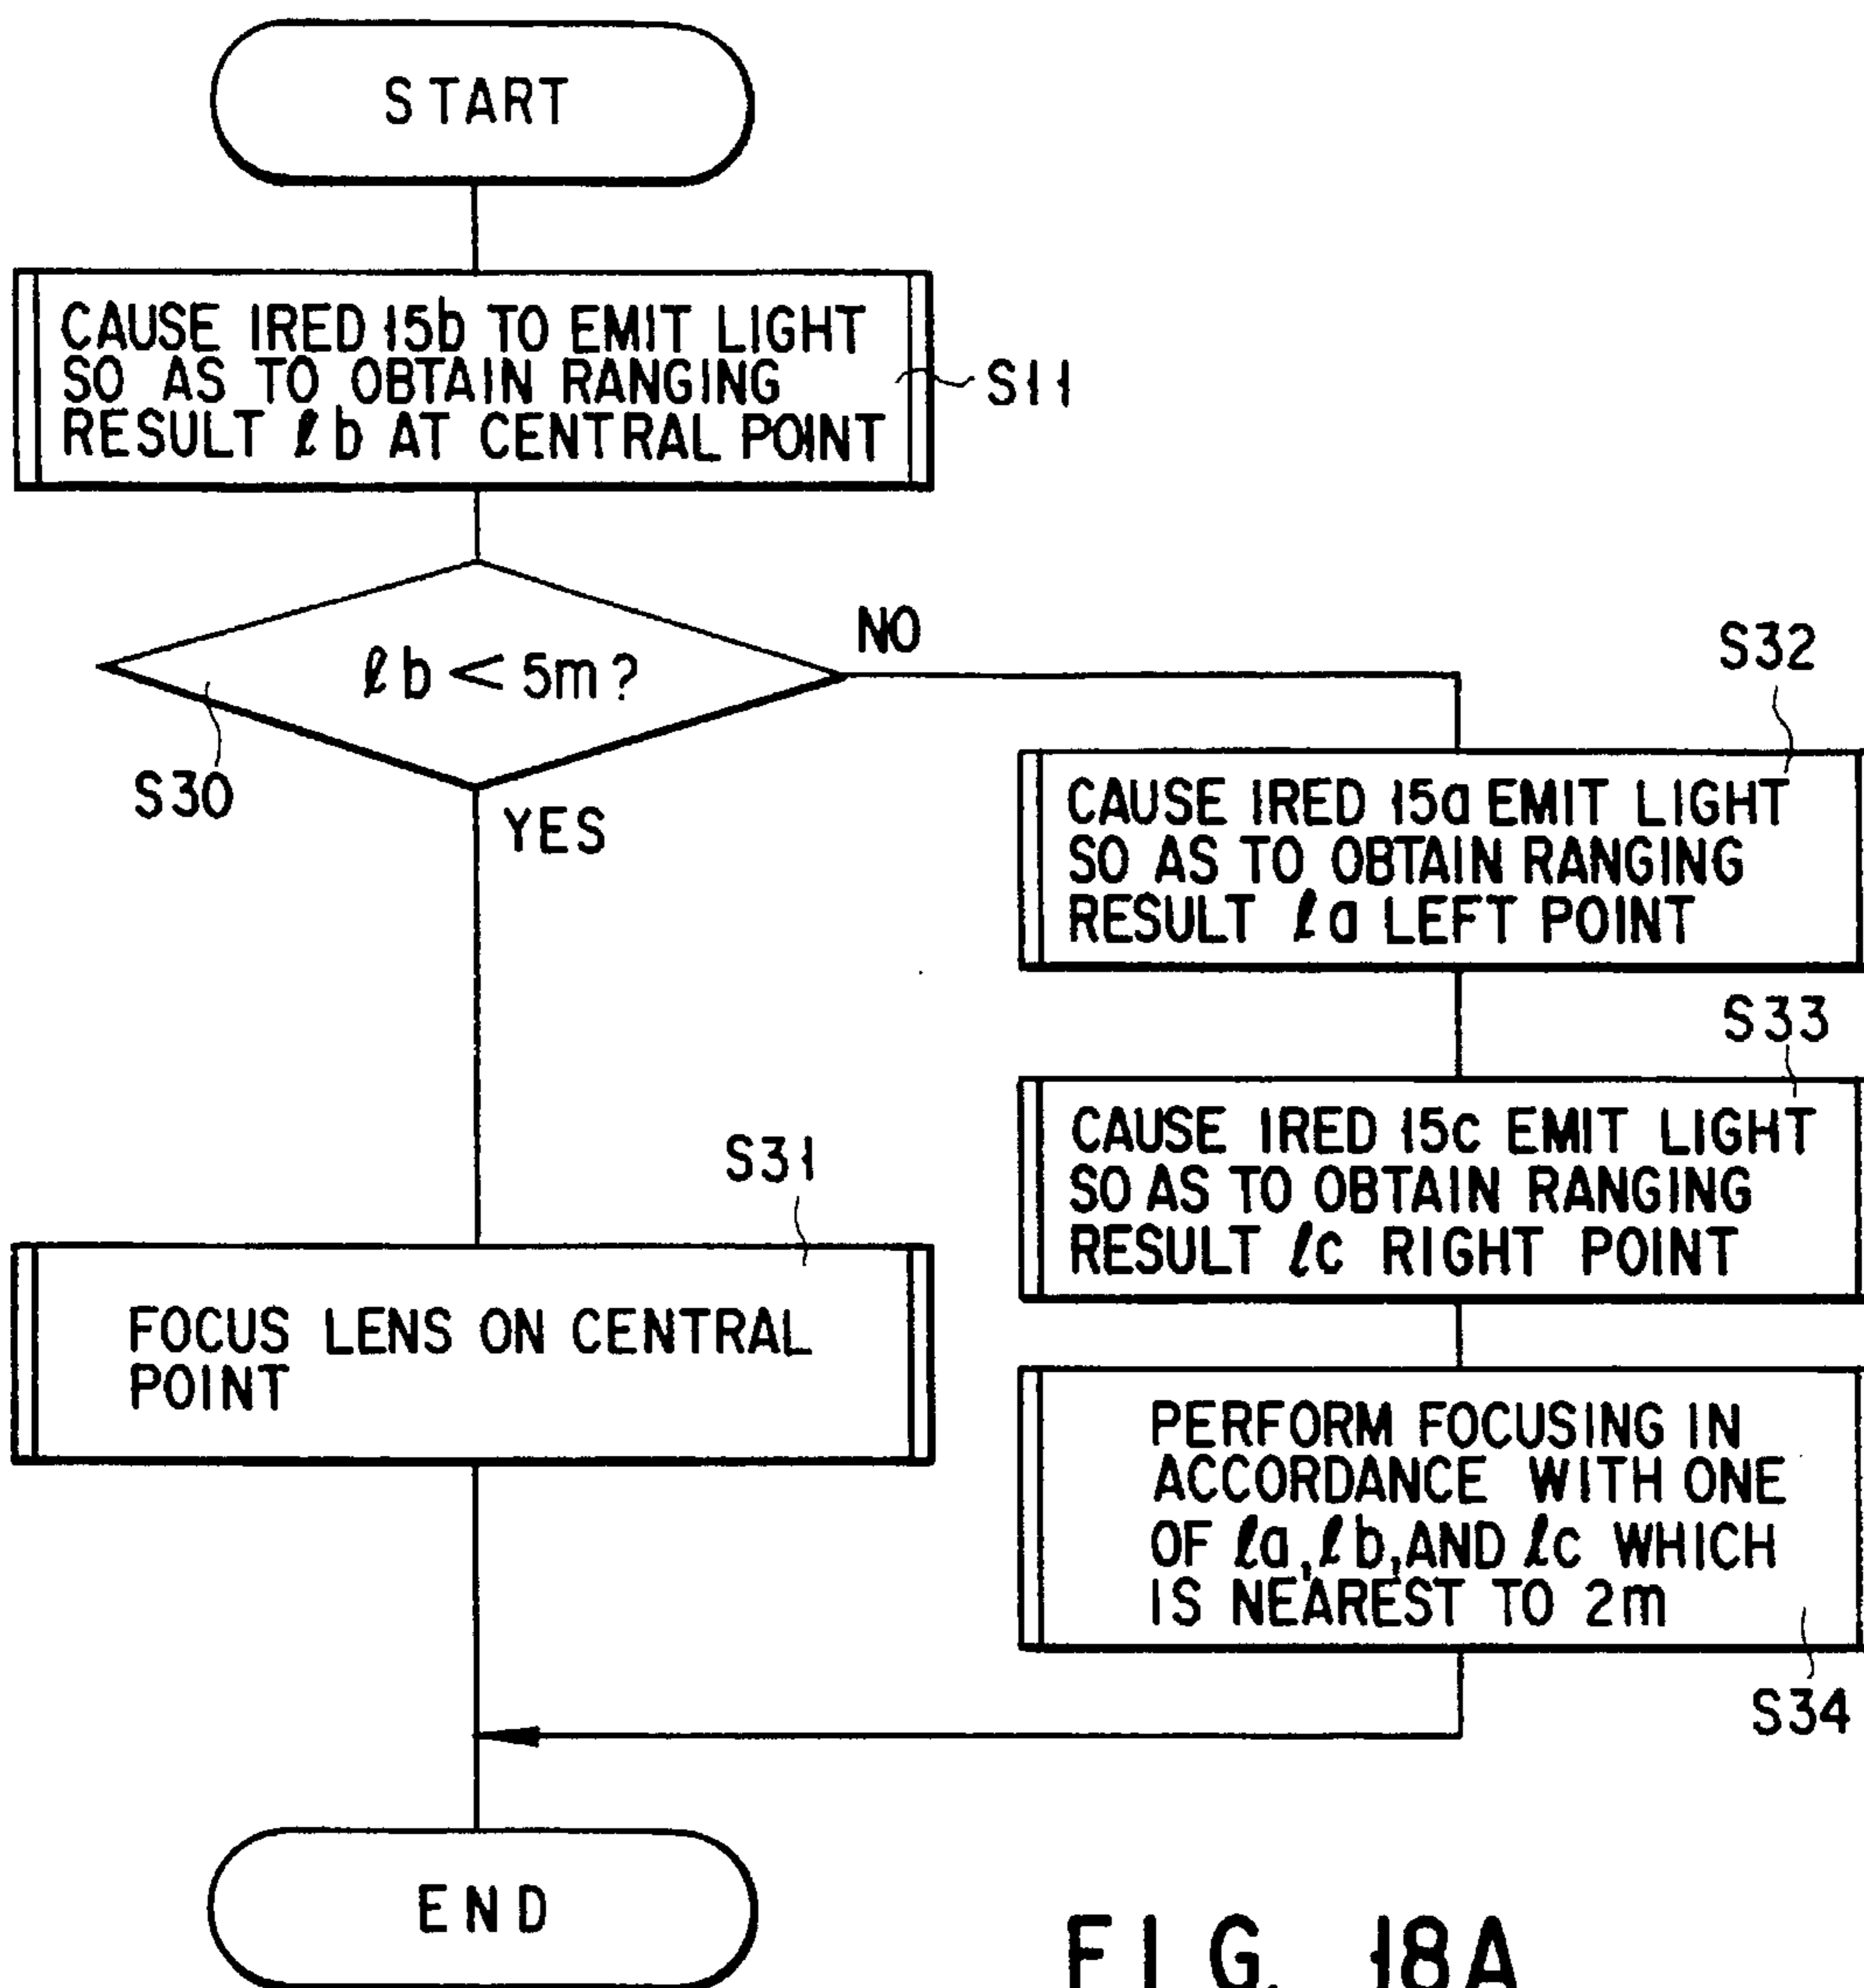 START
CAUSE IRED 15b TO EMIT LIGHT
SO AS TO OBTAIN RANGING
RESULT ℓb AT CENTRAL POINT
S11
ℓb < 5m?
NO
S30
YES
S32
CAUSE IRED 15a EMIT LIGHT
SO AS TO OBTAIN RANGING
RESULT ℓa LEFT POINT
S33
CAUSE IRED 15c EMIT LIGHT
SO AS TO OBTAIN RANGING
RESULT ℓc RIGHT POINT
S31
FOCUS LENS ON CENTRAL
POINT
PERFORM FOCUSING IN
ACCORDANCE WITH ONE
OF ℓa, ℓb, AND ℓc WHICH
IS NEAREST TO 2m
S34
END
FIG. 18A